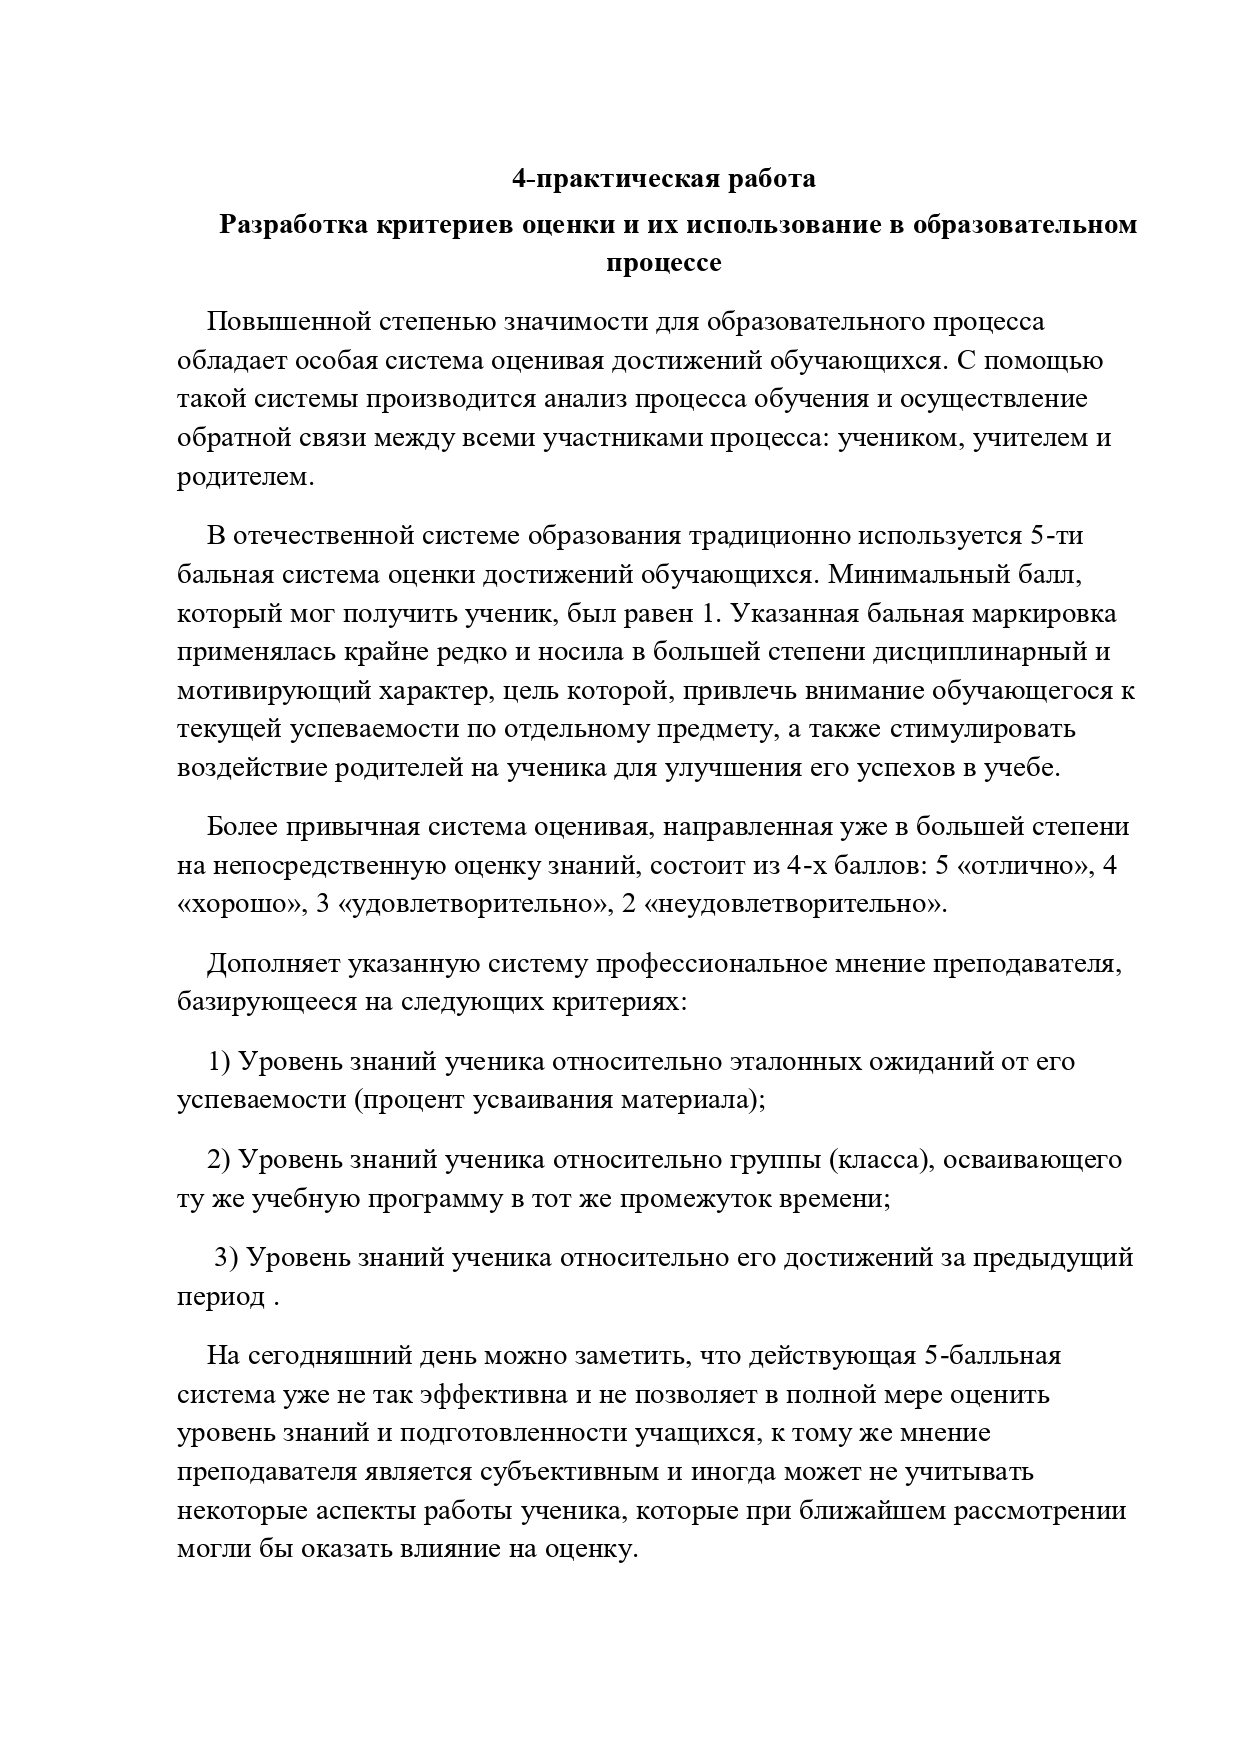 4-практическая работа
Разработка критериев оценки и их использование в образовательном
процессе
Повышенной степенью значимости для образовательного процесса
обладает особая система оценивая достижений обучающихся. С помощью
такой системы производится анализ процесса обучения и осуществление
обратной связи между всеми участниками процесса: учеником, учителем и
родителем.
В отечественной системе образования традиционно используется 5-ти
бальная система оценки достижений обучающихся. Минимальный балл,
который мог получить ученик, был равен 1. Указанная бальная маркировка
применялась крайне редко и носила в большей степени дисциплинарный и
мотивирующий характер, цель которой, привлечь внимание обучающегося к
текущей успеваемости по отдельному предмету, а также стимулировать
воздействие родителей на ученика для улучшения его успехов в учебе.
Более привычная система оценивая, направленная уже в большей степени
на непосредственную оценку знаний, состоит из 4-х баллов: 5 «отлично», 4
«хорошо», 3 «удовлетворительно», 2 «неудовлетворительно».
Дополняет указанную систему профессиональное мнение преподавателя,
базирующееся на следующих критериях:
1) Уровень знаний ученика относительно эталонных ожиданий от его
успеваемости (процент усваивания материала);
2) Уровень знаний ученика относительно группы (класса), осваивающего
ту же учебную программу в тот же промежуток времени;
3) Уровень знаний ученика относительно его достижений за предыдущий
период .
На сегодняшний день можно заметить, что действующая 5-балльная
система уже не так эффективна и не позволяет в полной мере оценить
уровень знаний и подготовленности учащихся, к тому же мнение
преподавателя является субъективным и иногда может не учитывать
некоторые аспекты работы ученика, которые при ближайшем рассмотрении
могли бы оказать влияние на оценку.